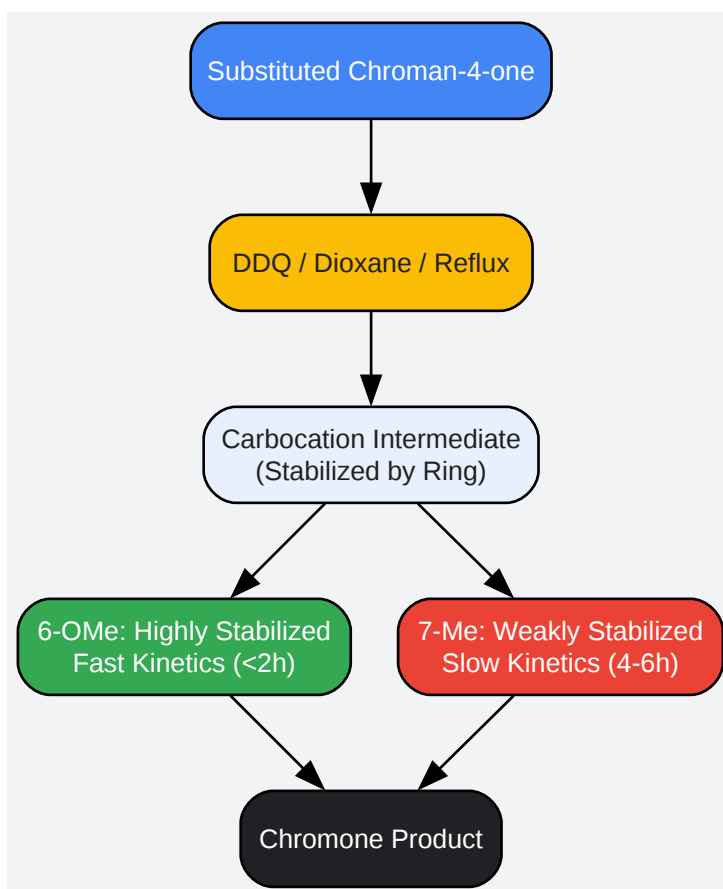 Substituted Chroman-4-one
DDQ / Dioxane / Reflux
Carbocation Intermediate
(Stabilized by Ring)
6-OMe: Highly Stabilized
Fast Kinetics (<2h)
7-Me: Weakly Stabilized
Slow Kinetics (4-6h)
Chromone Product